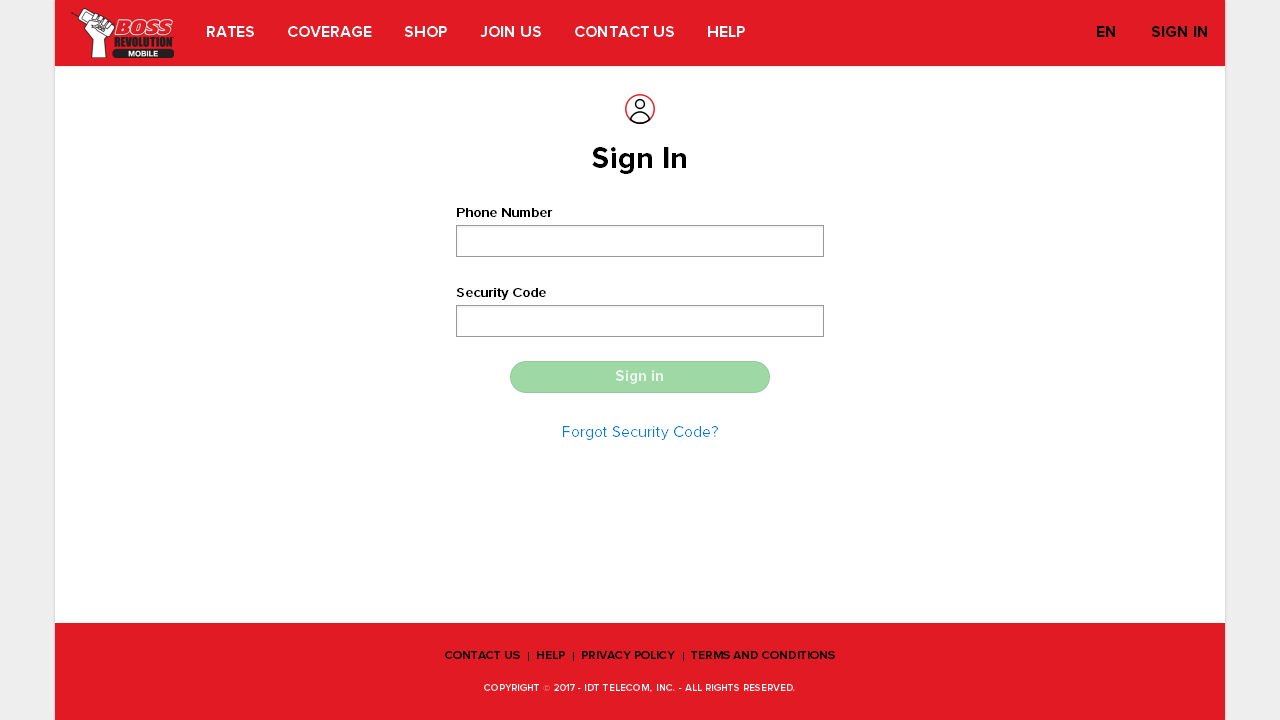 BOSS
REVOLUTION
MOBILE
RATES COVERAGE SHOP JOIN US CONTACT US HELP EN SIGN IN
Sign In
Phone Number
Security Code
Sign in
Forgot Security Code?
CONTACT US | HELP | PRIVACY POLICY | TERMS AND CONDITIONS
COPYRIGHT © 2017 - IDT TELECOM, INC. - ALL RIGHTS RESERVED.